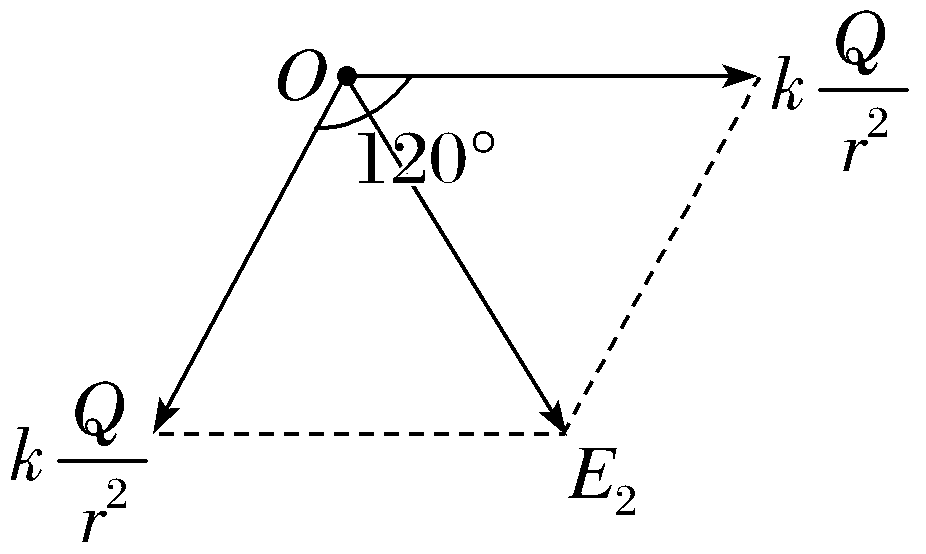 O
k Q/r²
120°
k Q/r²
E₂